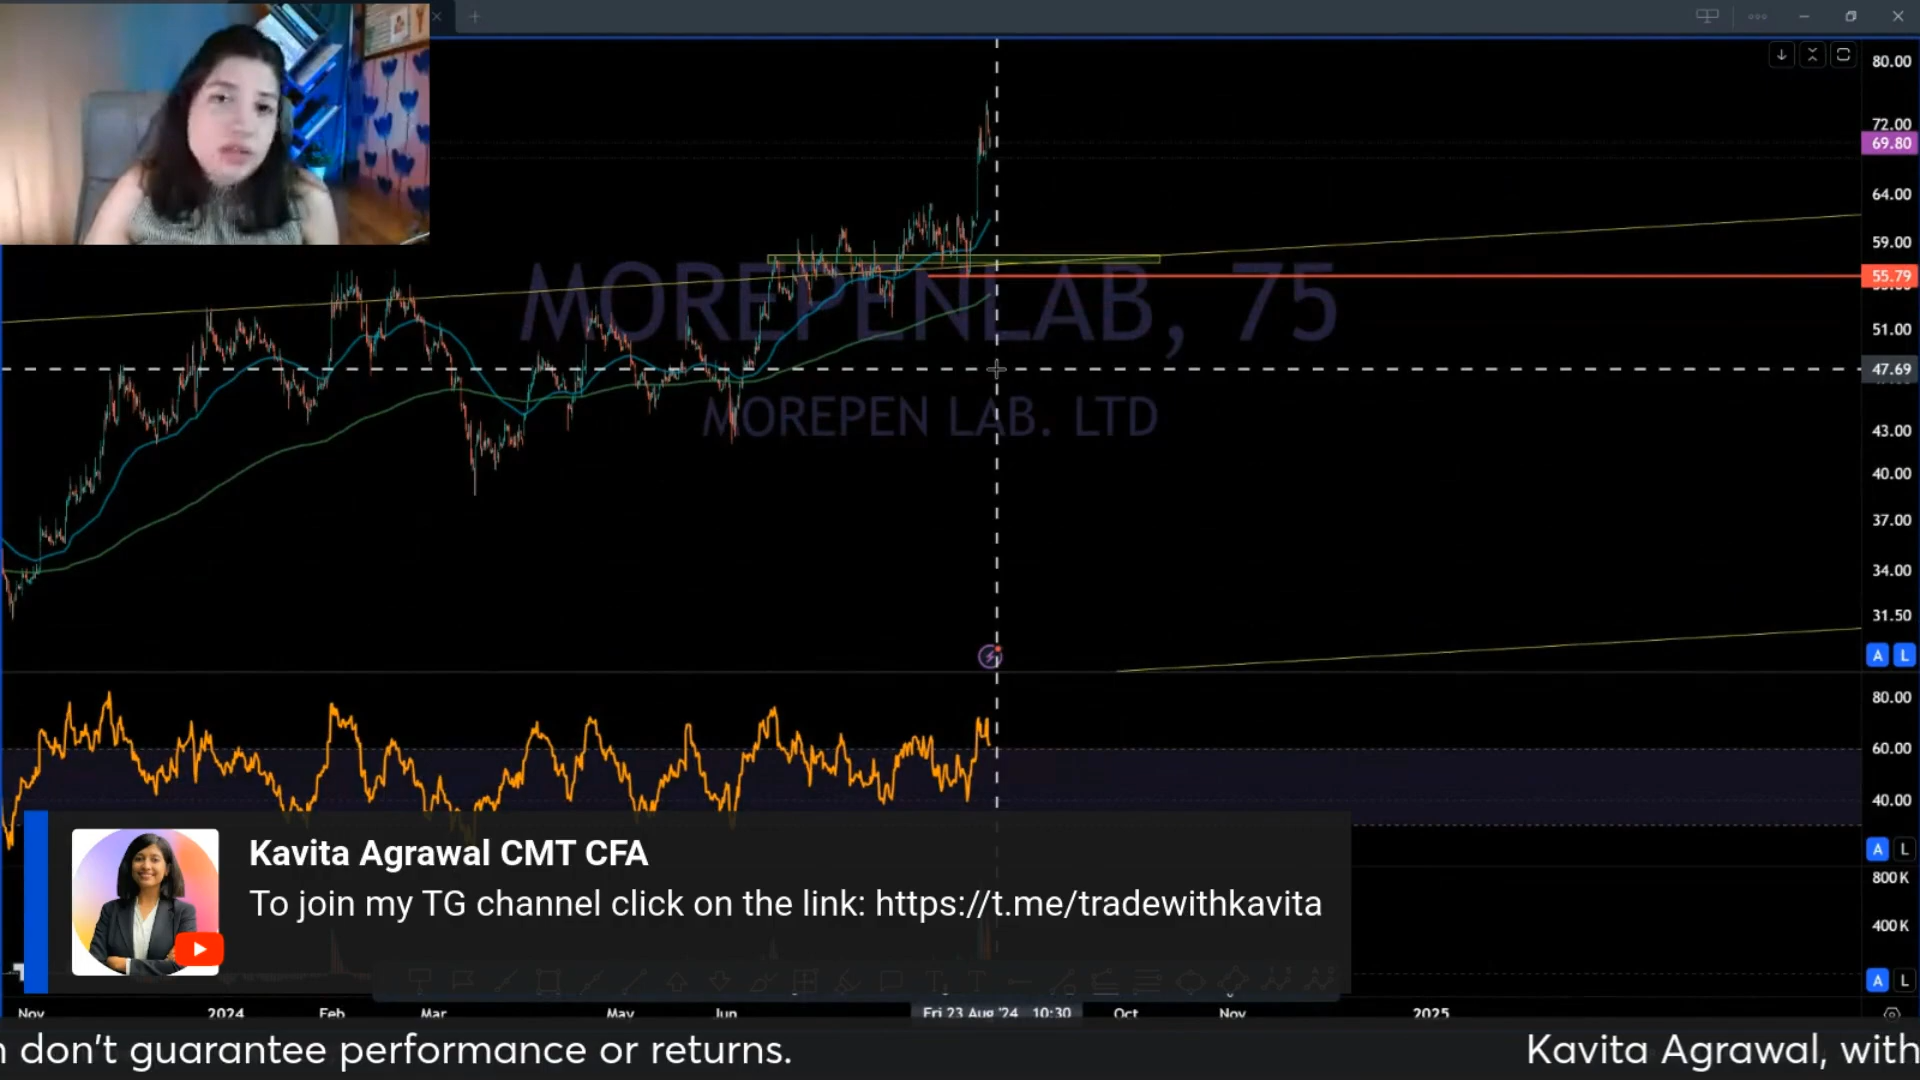 80.00
72.00
69.80
64.00
59.00
55.79
51.00
47.69
43.00
40.00
37.00
34.00
31.50
MOREPENLAB, 75
MOREPEN LAB. LTD
A L
80.00
60.00
40.00
A L
800K
400K
A L
Kavita Agrawal CMT CFA
To join my TG channel click on the link: https://t.me/tradewithkavita
Nov 2024 Feb Mar May Jun Fri 23 Aug '24 10:30 Oct Nov 2025
don't guarantee performance or returns. Kavita Agrawal, with